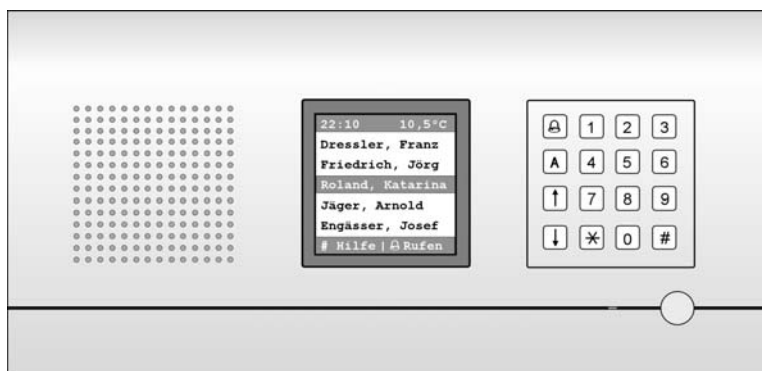 22:10 10,5°C
Dressler, Franz
Friedrich, Jörg
Roland, Katarina
Jäger, Arnold
Engässer, Josef
# Hilfe | Rufen
1 2 3
A 4 5 6
↑ 7 8 9
↓ * 0 #